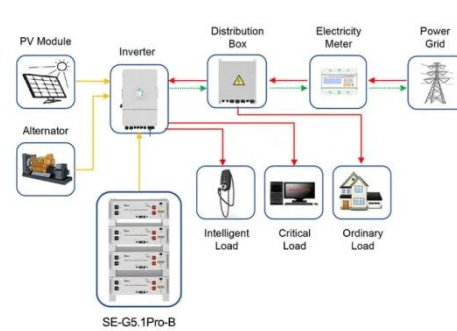 PV Module
Inverter
Distribution
Box
Electricity
Meter
Power
Grid
Alternator
Intelligent
Load
Critical
Load
Ordinary
Load
SE-G5.1Pro-B